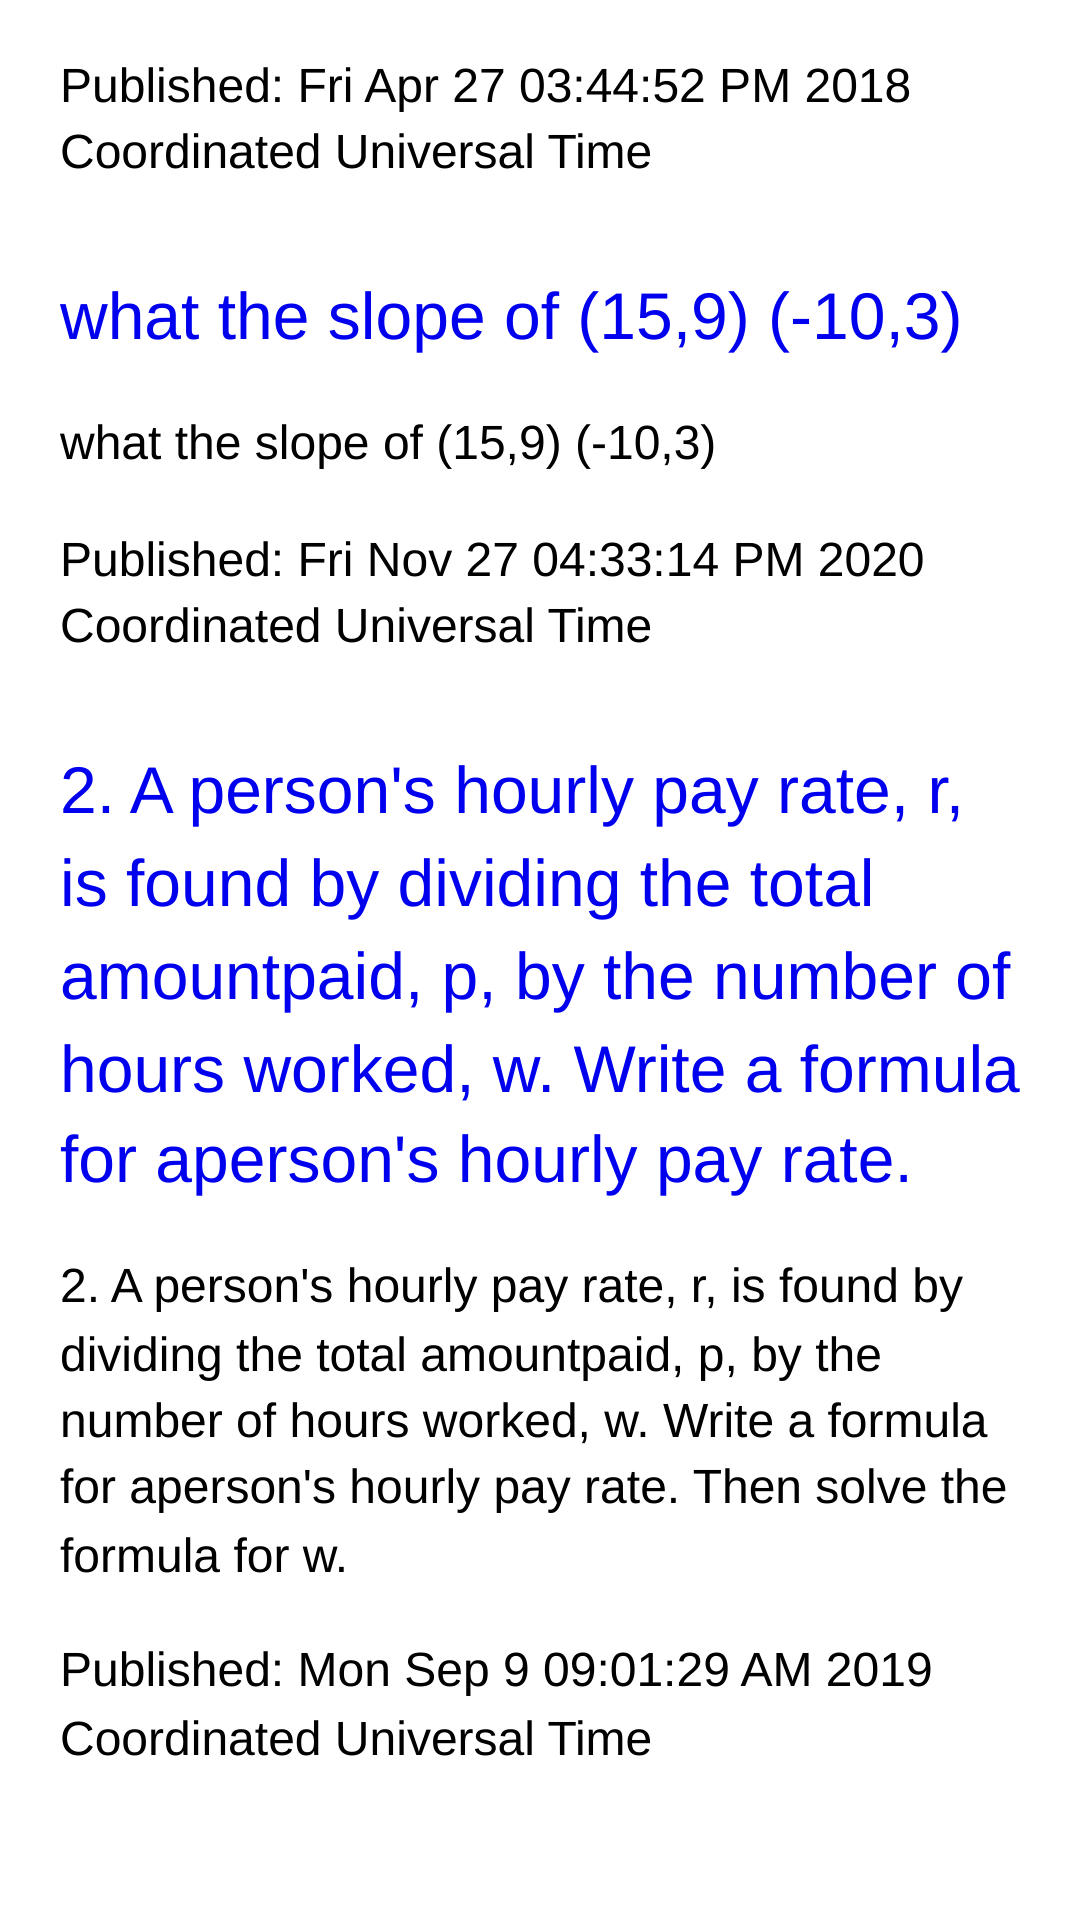 Published: Fri Apr 27 03:44:52 PM 2018
Coordinated Universal Time
what the slope of (15,9) (-10,3)
what the slope of (15,9) (-10,3)
Published: Fri Nov 27 04:33:14 PM 2020
Coordinated Universal Time
2. A person's hourly pay rate, r,
is found by dividing the total
amountpaid, p, by the number of
hours worked, w. Write a formula
for aperson's hourly pay rate.
2. A person's hourly pay rate, r, is found by
dividing the total amountpaid, p, by the
number of hours worked, w. Write a formula
for aperson's hourly pay rate. Then solve the
formula for w.
Published: Mon Sep 9 09:01:29 AM 2019
Coordinated Universal Time